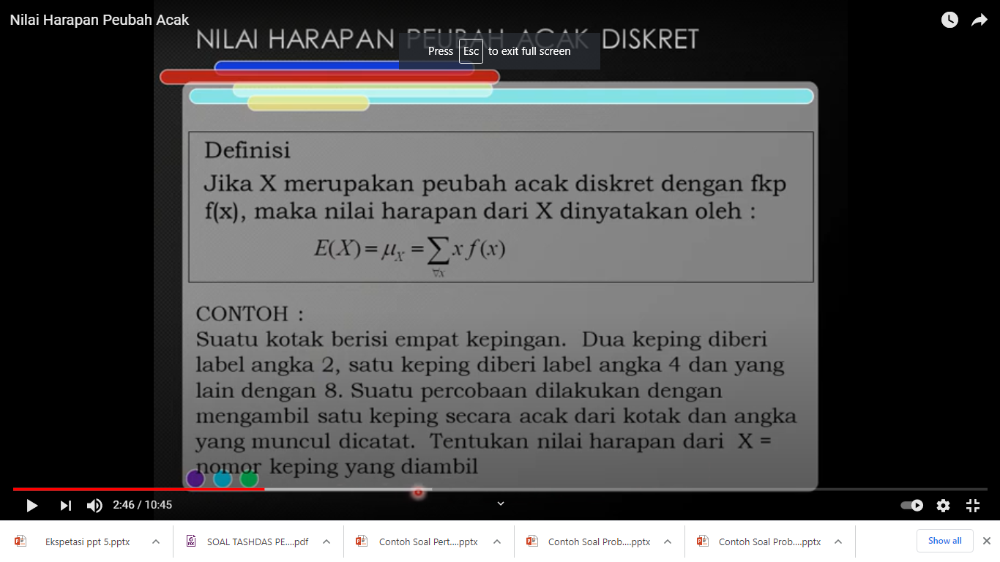 Nilai Harapan Peubah Acak
NILAI HARAPAN PEUBAH ACAK DISKRET
Press Esc to exit full screen
Definisi
Jika X merupakan peubah acak diskret dengan fkp
f(x), maka nilai harapan dari X dinyatakan oleh :
E(X) = μ_X = ∑ x f(x)
∀x
CONTOH :
Suatu kotak berisi empat kepingan. Dua keping diberi
label angka 2, satu keping diberi label angka 4 dan yang
lain dengan 8. Suatu percobaan dilakukan dengan
mengambil satu keping secara acak dari kotak dan angka
yang muncul dicatat. Tentukan nilai harapan dari X =
nomor keping yang diambil
2:46 / 10:45
Ekspetasi ppt 5.pptx
SOAL TASHDAS PE....pdf
Contoh Soal Pert....pptx
Contoh Soal Prob....pptx
Contoh Soal Prob....pptx
Show all